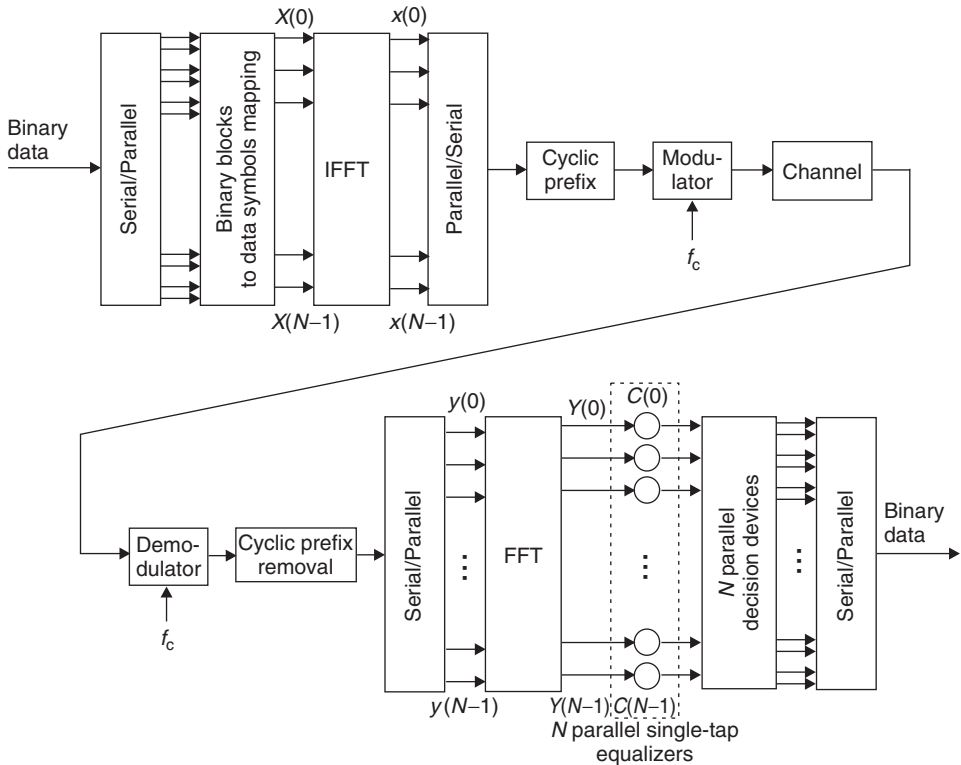 X(0)
x(0)
Binary
data
Serial/Parallel
Binary blocks
to data symbols mapping
IFFT
Parallel/Serial
Cyclic
prefix
Modu-
lator
Channel
fc
X(N–1)
x(N–1)
y(0)
Y(0)
C(0)
Demo-
dulator
Cyclic prefix
removal
Serial/Parallel
FFT
N parallel
decision devices
Serial/Parallel
Binary
data
fc
y(N–1)
Y(N–1)
C(N–1)
N parallel single-tap
equalizers